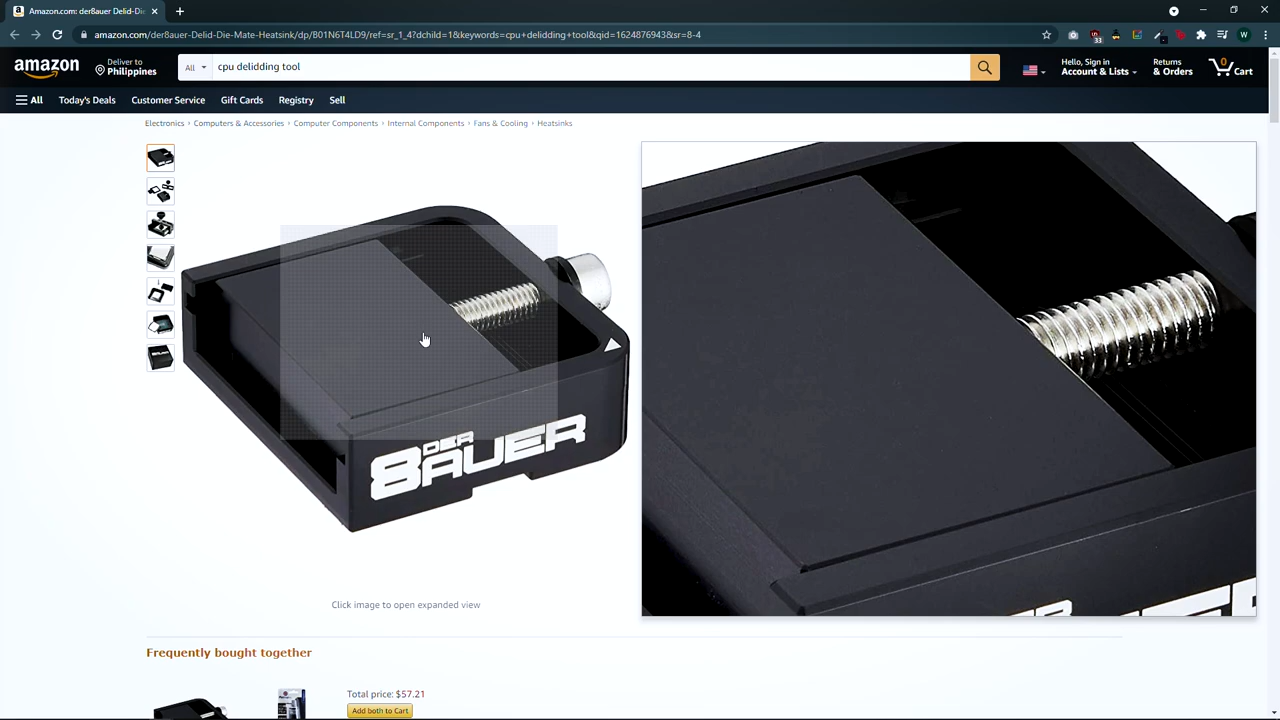 Amazon.com: der8auer Delid-Die
amazon.com/der8auer-Delid-Die-Mate-Heatsink/dp/B01N6T4LD9/ref=sr_1_4?dchild=1&keywords=cpu+delidding+tool&qid=1624876943&sr=8-4
33
W
amazon
Deliver to
Philippines
All
cpu delidding tool
Hello, Sign in
Account & Lists
Returns
& Orders
0
Cart
All
Today's Deals
Customer Service
Gift Cards
Registry
Sell
Electronics › Computers & Accessories › Computer Components › Internal Components › Fans & Cooling › Heatsinks
DER
8AUER
Click image to open expanded view
Frequently bought together
Total price: $57.21
Add both to Cart